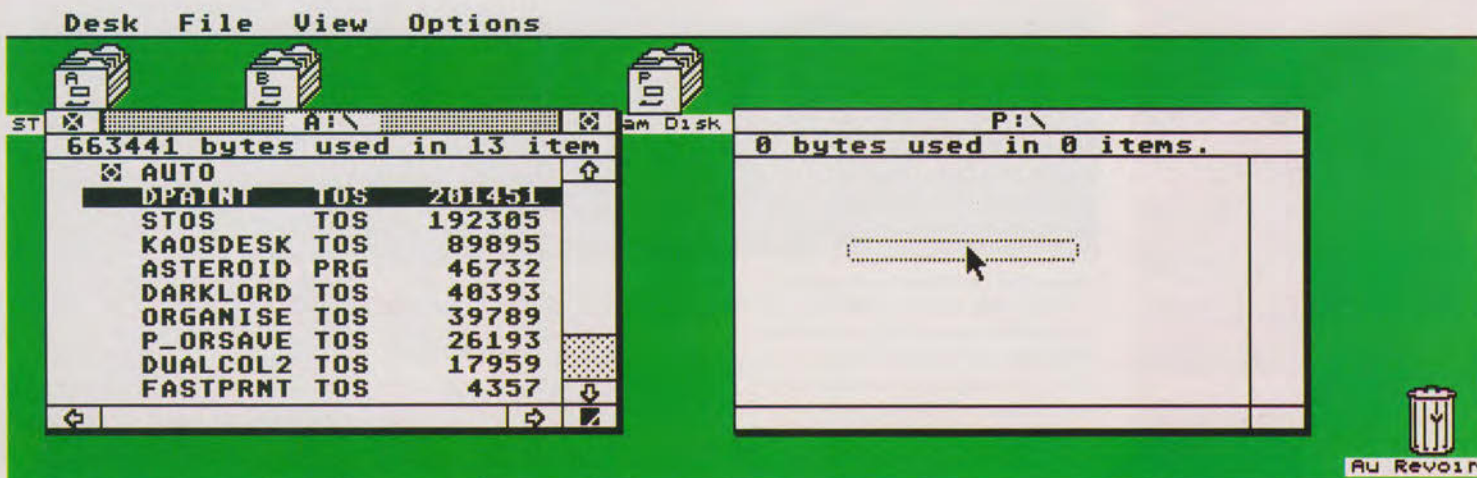 Desk File View Options
A
B
P
ST
am Disk
A:\
663441 bytes used in 13 item
AUTO
DPAINT TOS 201451
STOS TOS 192305
KAOSDESK TOS 89895
ASTEROID PRG 46732
DARKLORD TOS 40393
ORGANISE TOS 39789
P_ORSAVE TOS 26193
DUALCOL2 TOS 17959
FASTPRNT TOS 4357
P:\
0 bytes used in 0 items.
Au Revoir